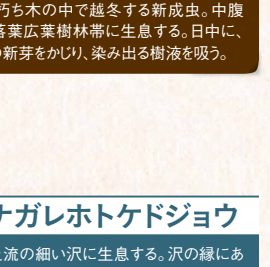 朽ち木の中で越冬する新成虫。中腹
落葉広葉樹林帯に生息する。日中に、
の新芽をかじり、染み出る樹液を吸う。
ナガレホトケドジョウ
流の細い沢に生息する。沢の縁にあ